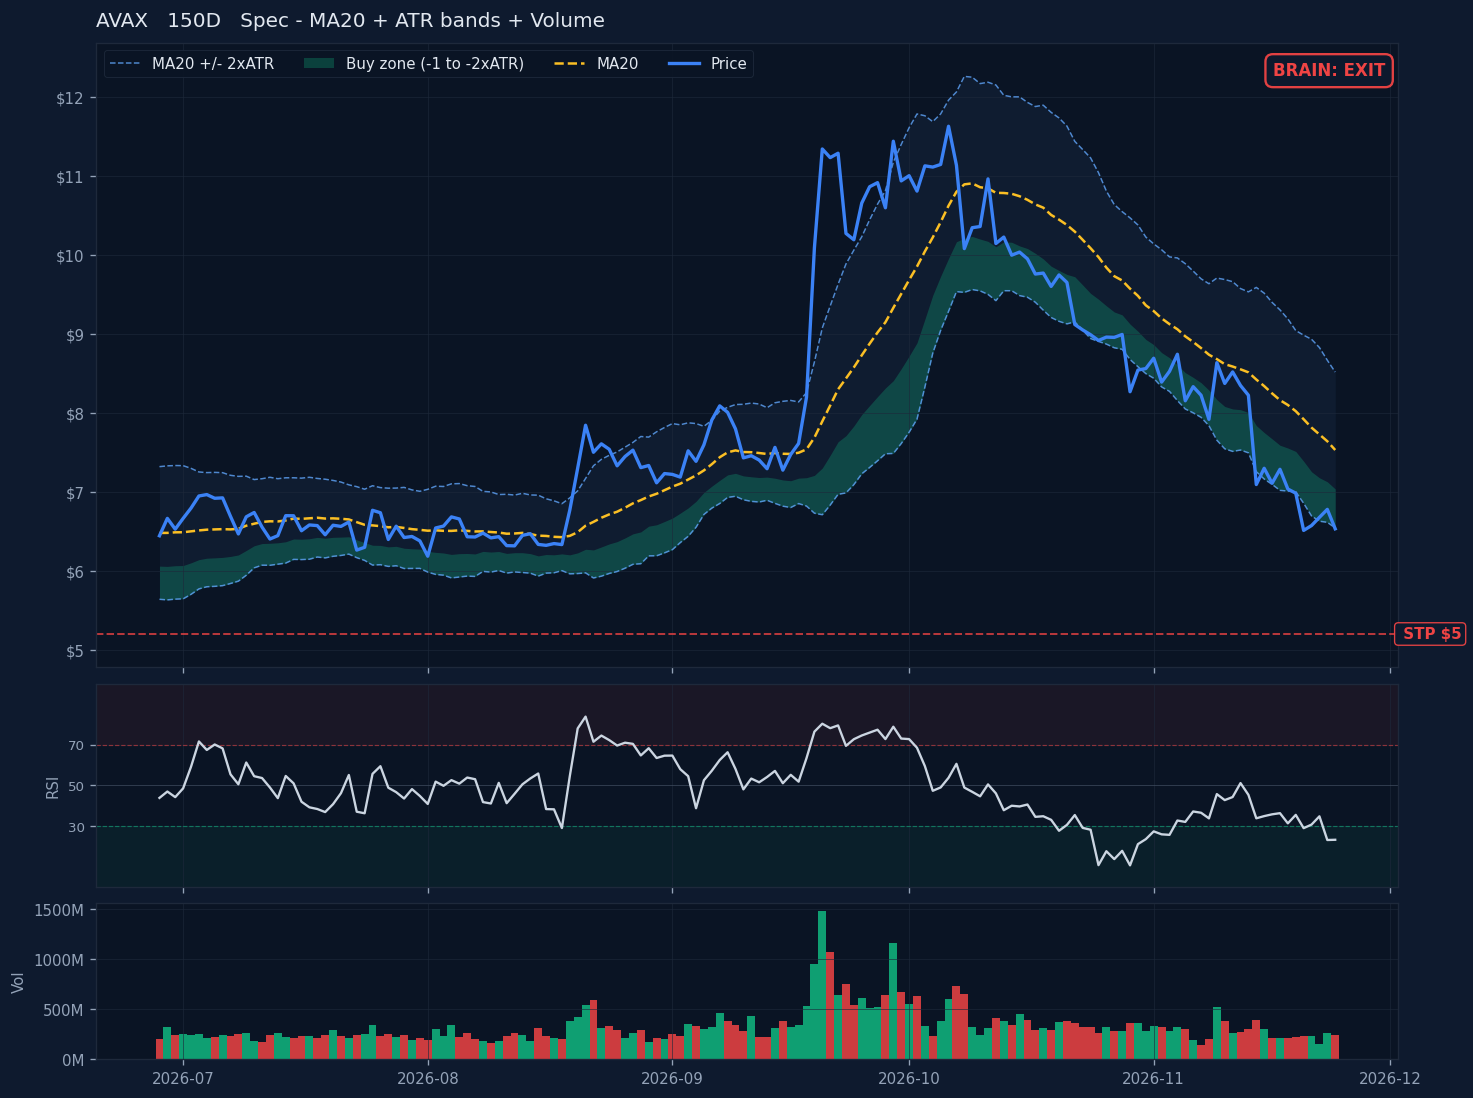 AVAX   150D   Spec - MA20 + ATR bands + Volume
MA20 +/- 2xATR
Buy zone (-1 to -2xATR)
MA20
Price
BRAIN: EXIT
$12
$11
$10
$9
$8
$7
$6
$5
STP $5
RSI
70
50
30
Vol
1500M
1000M
500M
0M
2026-07
2026-08
2026-09
2026-10
2026-11
2026-12